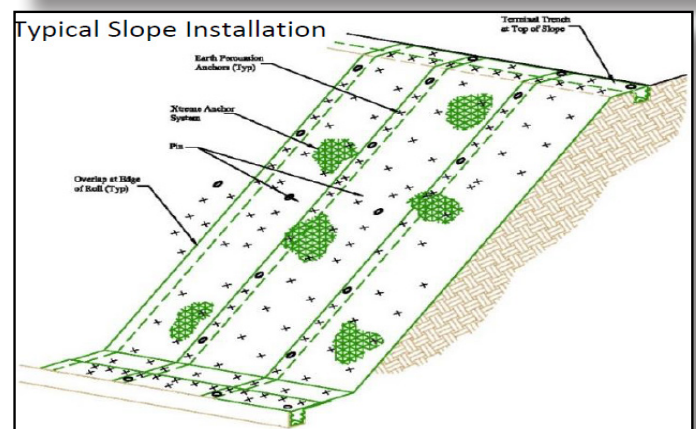 Typical Slope Installation
Terminal Trench
at Top of Slope
Earth Percussion
Anchors (Typ)
Xtreme Anchor
System
Pin
Overlap at Edge
of Roll (Typ)